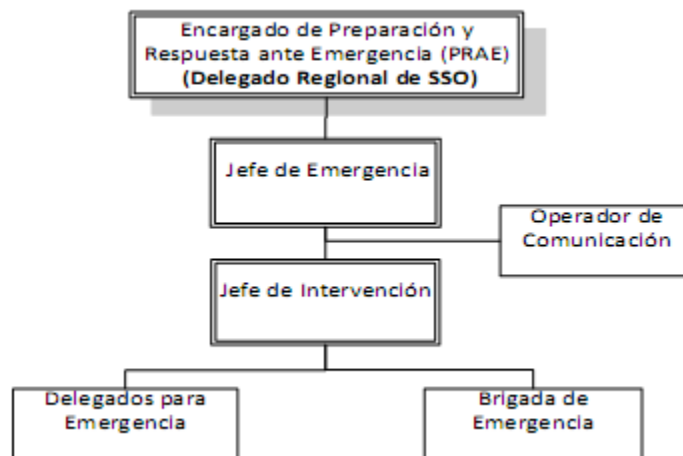 Encargado de Preparación y
Respuesta ante Emergencia (PRAE)
(Delegado Regional de SSO)
Jefe de Emergencia
Operador de
Comunicación
Jefe de Intervención
Delegados para
Emergencia
Brigada de
Emergencia